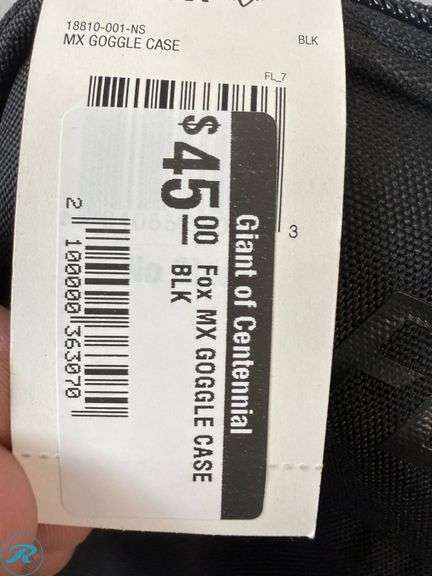 18810-001-NS
MX GOGGLE CASE
BLK
FL_7
3
Giant of Centennial
$45.00
Fox MX GOGGLE CASE
BLK
2 100000 363070
R